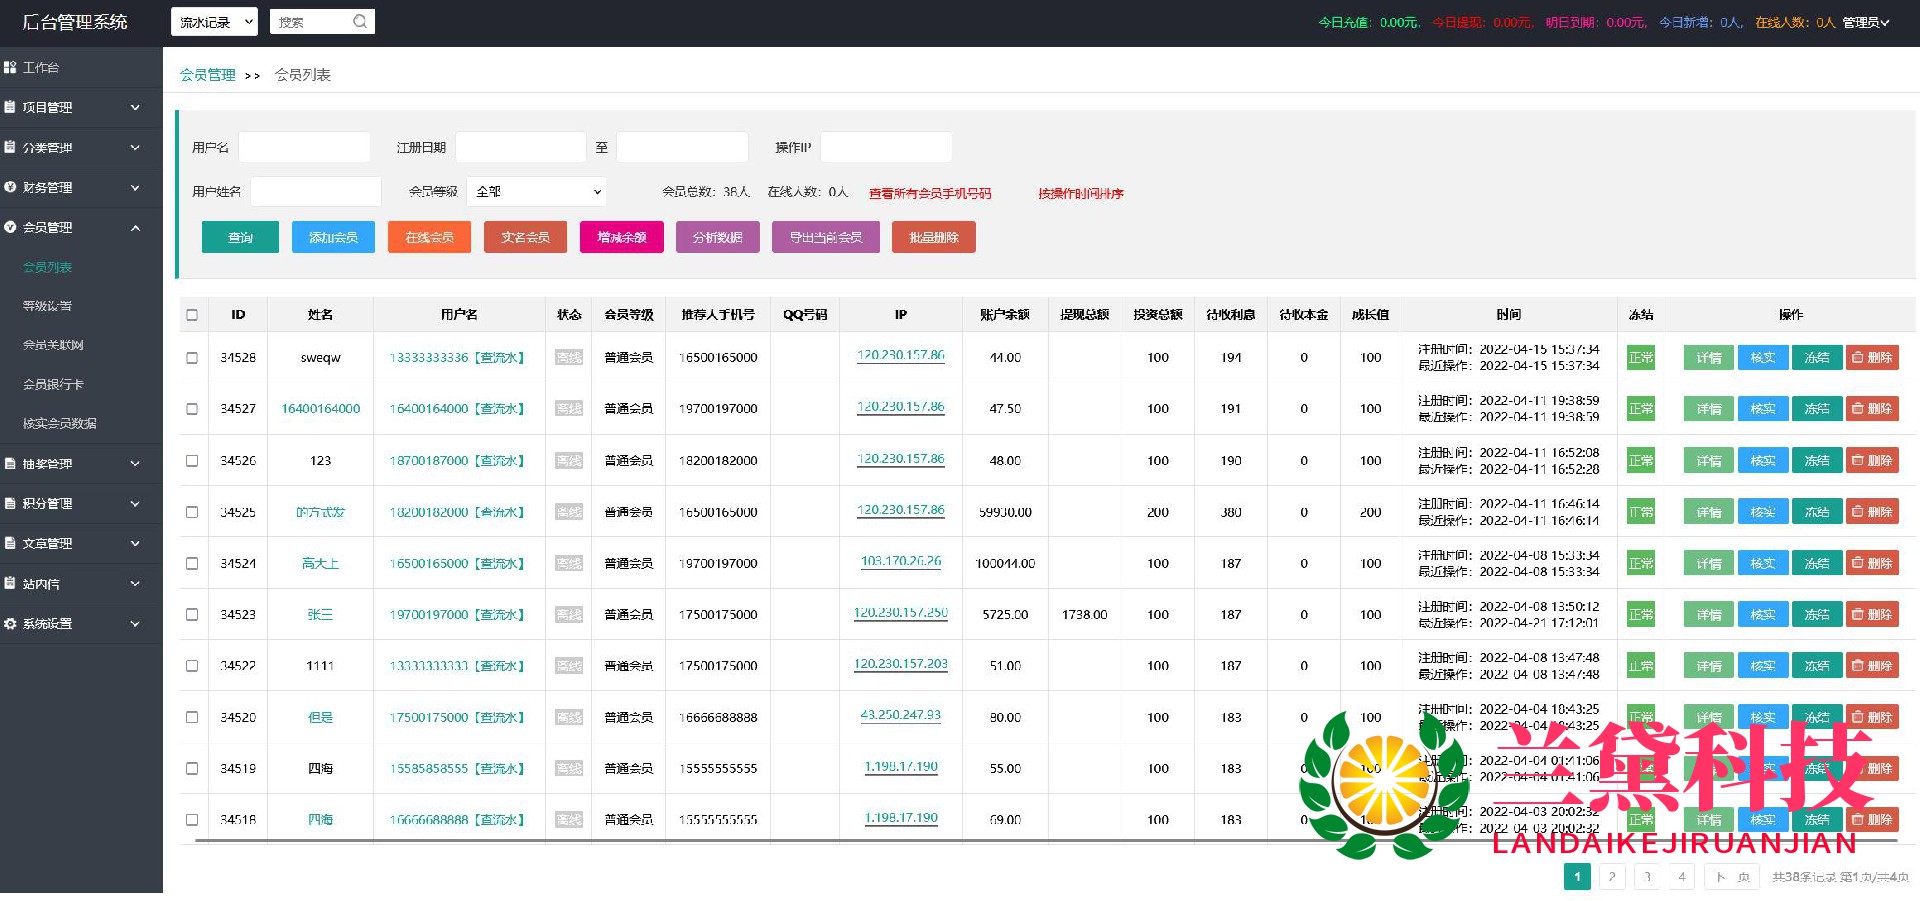 后台管理系统 流水记录 搜索 今日充值：0.00元, 今日提现：0.00元, 明日到期：0.00元, 今日新增：0人, 在线人数：0人 管理员
工作台
项目管理
分类管理
财务管理
会员管理
会员列表
等级设置
会员关联网
会员银行卡
核实会员数据
抽奖管理
积分管理
文章管理
站内信
系统设置
会员管理 >> 会员列表
用户名 注册日期 至 操作IP
用户姓名 会员等级 全部 会员总数：38人 在线人数：0人 查看所有会员手机号码 按操作时间排序
查询 添加会员 在线会员 实名会员 增减余额 分析数据 导出当前会员 批量删除
ID 姓名 用户名 状态 会员等级 推荐人手机号 QQ号码 IP 账户余额 提现总额 投资总额 待收利息 待收本金 成长值 时间 冻结 操作
34528 sweqw 13333333336【查流水】 离线 普通会员 16500165000 120.230.157.86 44.00 100 194 0 100 注册时间：2022-04-15 15:37:34 正常 详情 核实 冻结 删除
最近操作：2022-04-15 15:37:34
34527 16400164000 16400164000【查流水】 离线 普通会员 19700197000 120.230.157.86 47.50 100 191 0 100 注册时间：2022-04-11 19:38:59 正常 详情 核实 冻结 删除
最近操作：2022-04-11 19:38:59
34526 123 18700187000【查流水】 离线 普通会员 18200182000 120.230.157.86 48.00 100 190 0 100 注册时间：2022-04-11 16:52:08 正常 详情 核实 冻结 删除
最近操作：2022-04-11 16:52:28
34525 的方式发 18200182000【查流水】 离线 普通会员 16500165000 120.230.157.86 59930.00 200 380 0 200 注册时间：2022-04-11 16:46:14 正常 详情 核实 冻结 删除
最近操作：2022-04-11 16:46:14
34524 高大上 16500165000【查流水】 离线 普通会员 19700197000 103.170.26.26 100044.00 100 187 0 100 注册时间：2022-04-08 15:33:34 正常 详情 核实 冻结 删除
最近操作：2022-04-08 15:33:34
34523 张三 19700197000【查流水】 离线 普通会员 17500175000 120.230.157.250 5725.00 1738.00 100 187 0 100 注册时间：2022-04-08 13:50:12 正常 详情 核实 冻结 删除
最近操作：2022-04-21 17:12:01
34522 1111 13333333333【查流水】 离线 普通会员 17500175000 120.230.157.203 51.00 100 187 0 100 注册时间：2022-04-08 13:47:48 正常 详情 核实 冻结 删除
最近操作：2022-04-08 13:47:48
34520 但是 17500175000【查流水】 离线 普通会员 16666688888 43.250.247.93 80.00 100 183 0 100 注册时间：2022-04-04 18:43:25 正常 详情 核实 冻结 删除
最近操作：2022-04-04 18:43:25
34519 四海 15585858555【查流水】 离线 普通会员 15555555555 1.198.17.190 55.00 100 183 0 100 注册时间：2022-04-04 01:41:06 删除
2022-04-04 01:41:06
34518 四海 16666688888【查流水】 离线 普通会员 15555555555 1.198.17.190 69.00 100 183 0 注册时间：2022-04-03 20:02:32 正常 详情 核实 冻结 删除
最近操作：2022-04-03 20:02:32
兰黛科技
LANDAIKEJIRUANJIAN
1 2 3 4 下一页 共38条记录 第1页/共4页